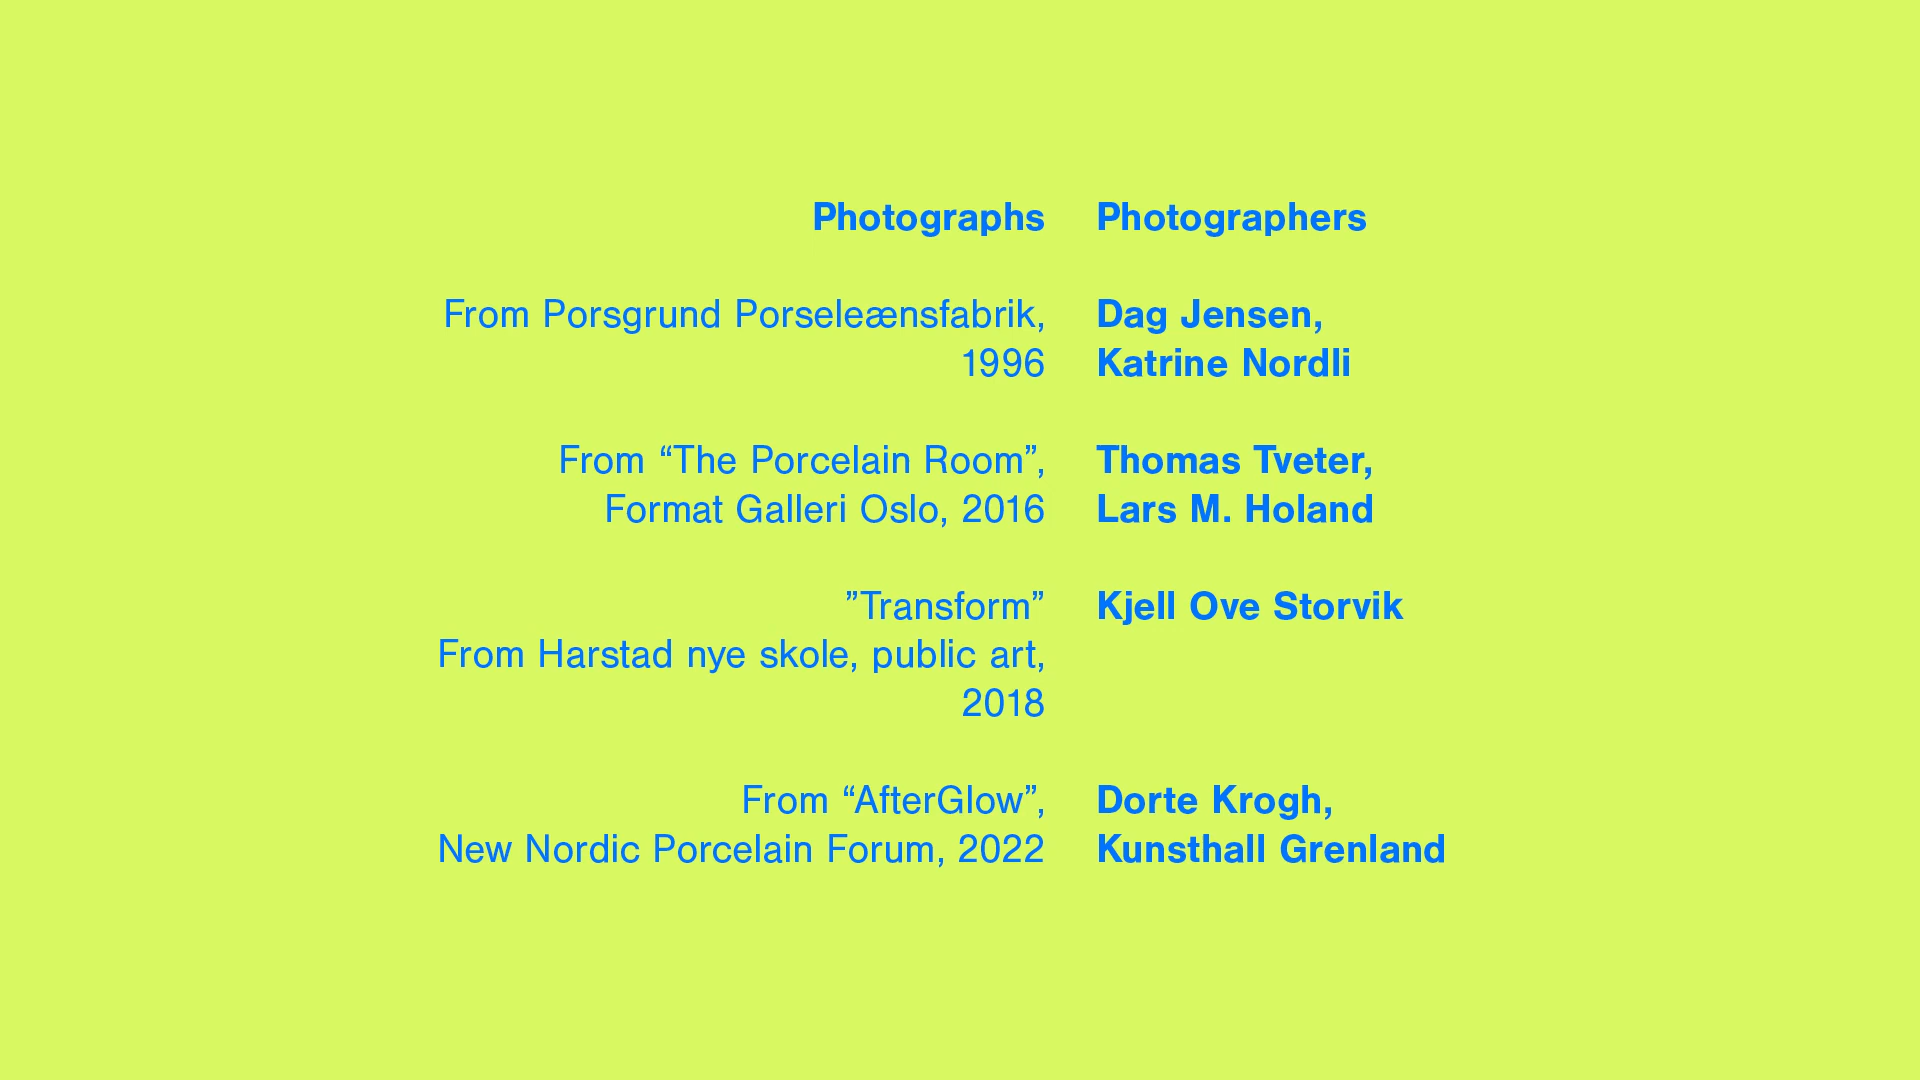 Photographs Photographers
From Porsgrund Porseleænsfabrik, Dag Jensen,
1996 Katrine Nordli
From “The Porcelain Room”, Thomas Tveter,
Format Galleri Oslo, 2016 Lars M. Holand
”Transform” Kjell Ove Storvik
From Harstad nye skole, public art,
2018
From “AfterGlow”, Dorte Krogh,
New Nordic Porcelain Forum, 2022 Kunsthall Grenland